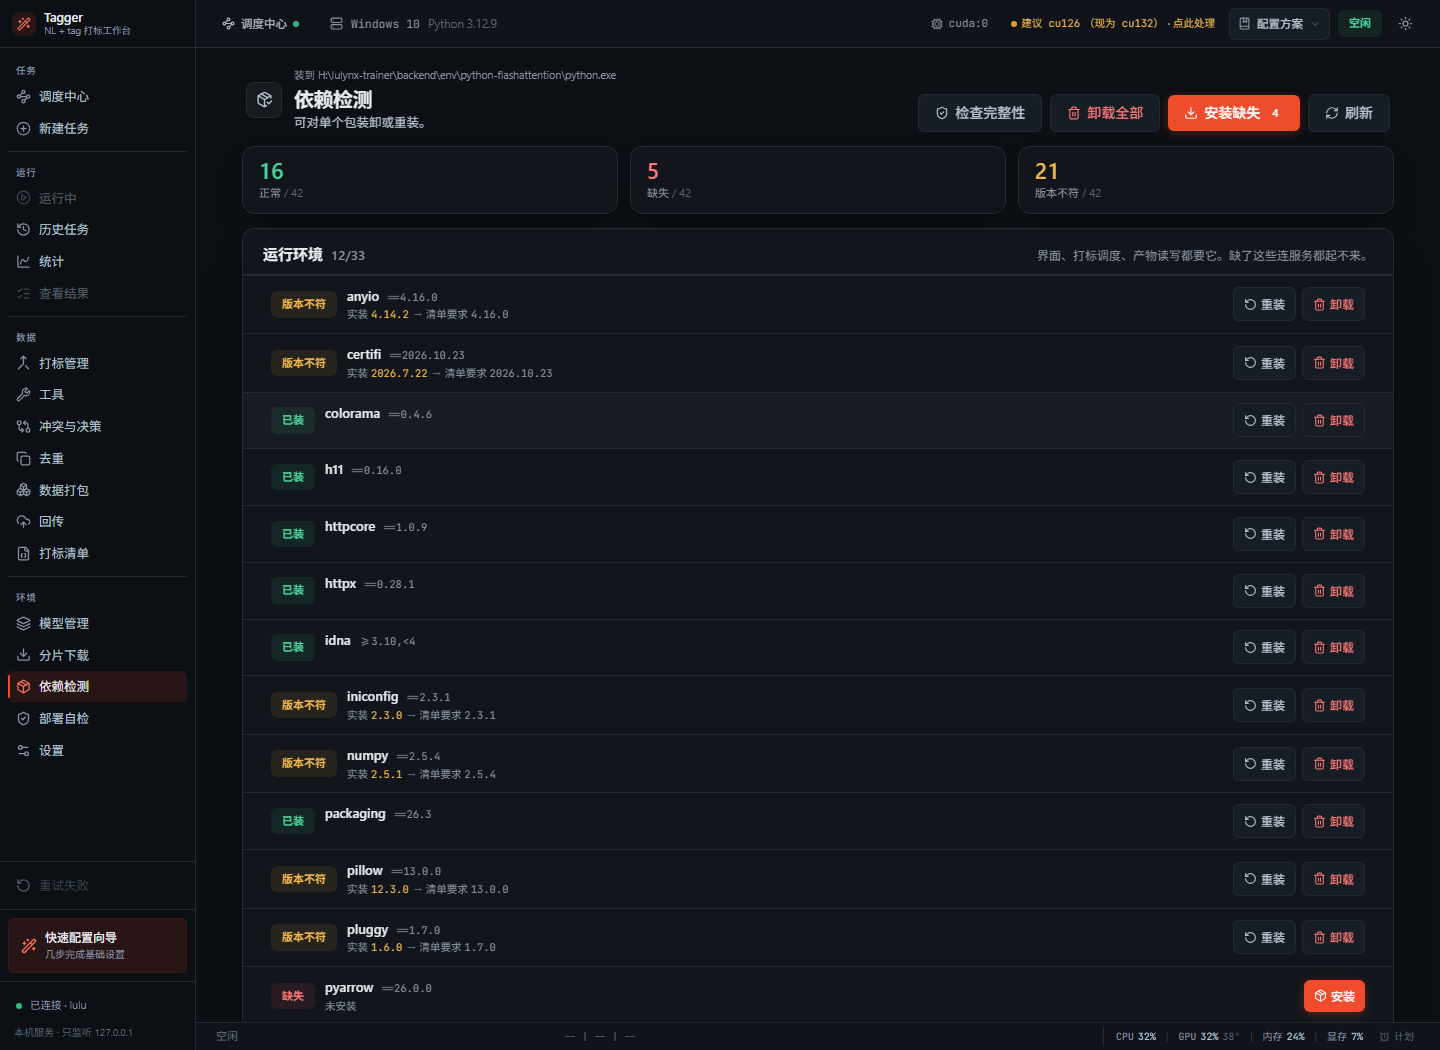 Tagger
NL + tag 打标工作台
调度中心
Windows 10 Python 3.12.9
cuda:0
建议 cu126 (现为 cu132) · 点此处理
配置方案
空闲
任务
调度中心
新建任务
运行
运行中
历史任务
统计
查看结果
数据
打标管理
工具
冲突与决策
去重
数据打包
回传
打标清单
环境
模型管理
分片下载
依赖检测
部署自检
设置
重试失败
快速配置向导
几步完成基础设置
已连接 · lulu
本机服务 · 只监听 127.0.0.1
装到 H:\lulynx-trainer\backend\env\python-flashattention\python.exe
依赖检测
可对单个包装卸或重装。
检查完整性
卸载全部
安装缺失 4
刷新
16
正常 / 42
5
缺失 / 42
21
版本不符 / 42
运行环境 12/33
界面、打标调度、产物读写都要它。缺了这些连服务都起不来。
版本不符 anyio ==4.16.0 重装 卸载
实装 4.14.2 → 清单要求 4.16.0
版本不符 certifi ==2026.10.23 重装 卸载
实装 2026.7.22 → 清单要求 2026.10.23
已装 colorama ==0.4.6 重装 卸载
已装 h11 ==0.16.0 重装 卸载
已装 httpcore ==1.0.9 重装 卸载
已装 httpx ==0.28.1 重装 卸载
已装 idna >=3.10,<4 重装 卸载
版本不符 iniconfig ==2.3.1 重装 卸载
实装 2.3.0 → 清单要求 2.3.1
版本不符 numpy ==2.5.4 重装 卸载
实装 2.5.1 → 清单要求 2.5.4
已装 packaging ==26.3 重装 卸载
版本不符 pillow ==13.0.0 重装 卸载
实装 12.3.0 → 清单要求 13.0.0
版本不符 pluggy ==1.7.0 重装 卸载
实装 1.6.0 → 清单要求 1.7.0
缺失 pyarrow ==26.0.0 安装
未安装
空闲
-- | -- | --
CPU 32% | GPU 32% 38° | 内存 24% | 显存 7% 计划